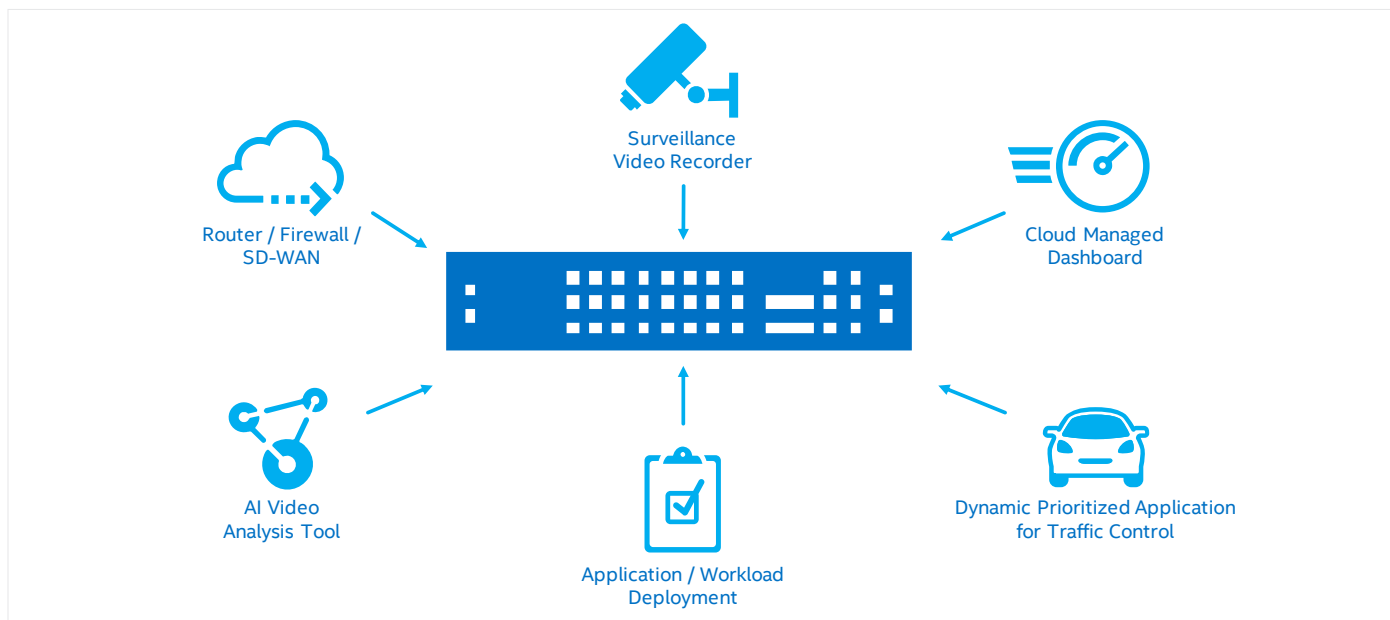 Surveillance
Video Recorder
Router / Firewall /
SD-WAN
Cloud Managed
Dashboard
AI Video
Analysis Tool
Application / Workload
Deployment
Dynamic Prioritized Application
for Traffic Control